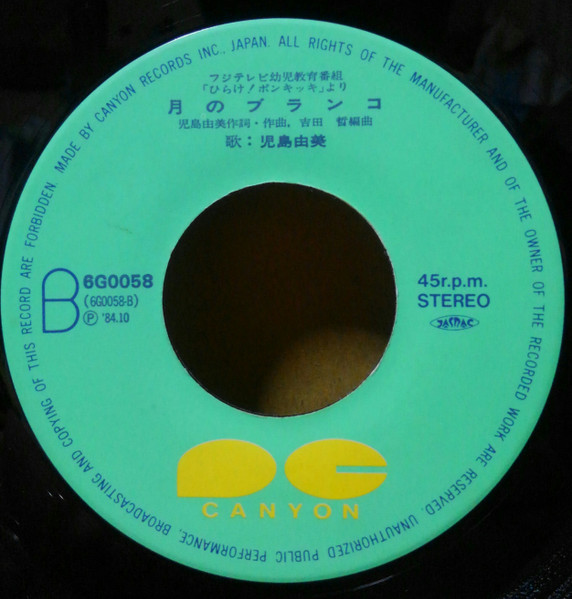 MADE BY CANYON RECORDS INC., JAPAN. ALL RIGHTS OF THE MANUFACTURER AND OF THE OWNER OF THE RECORDED WORK ARE RESERVED. UNAUTHORIZED PUBLIC PERFORMANCE, BROADCASTING AND COPYING OF THIS RECORD ARE FORBIDDEN.
フジテレビ幼児教育番組
「ひらけ!ポンキッキ」より
月のブランコ
児島由美作詞・作曲,吉田 哲編曲
歌:児島由美
B
6G0058
(6G0058-B)
Ⓟ '84.10
45r.p.m.
STEREO
JASRAC
CANYON